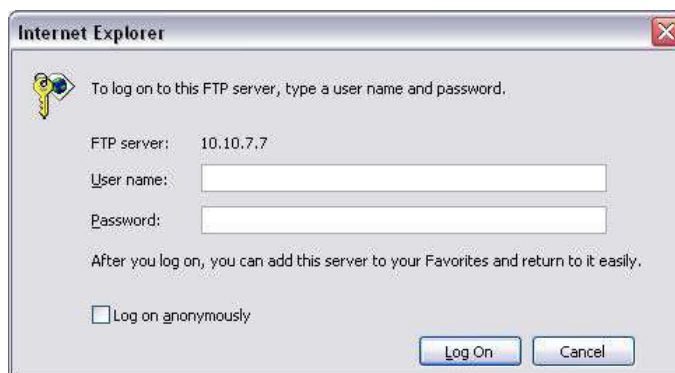 Internet Explorer
To log on to this FTP server, type a user name and password.
FTP server: 10.10.7.7
User name:
Password:
After you log on, you can add this server to your Favorites and return to it easily.
Log on anonymously
Log On Cancel